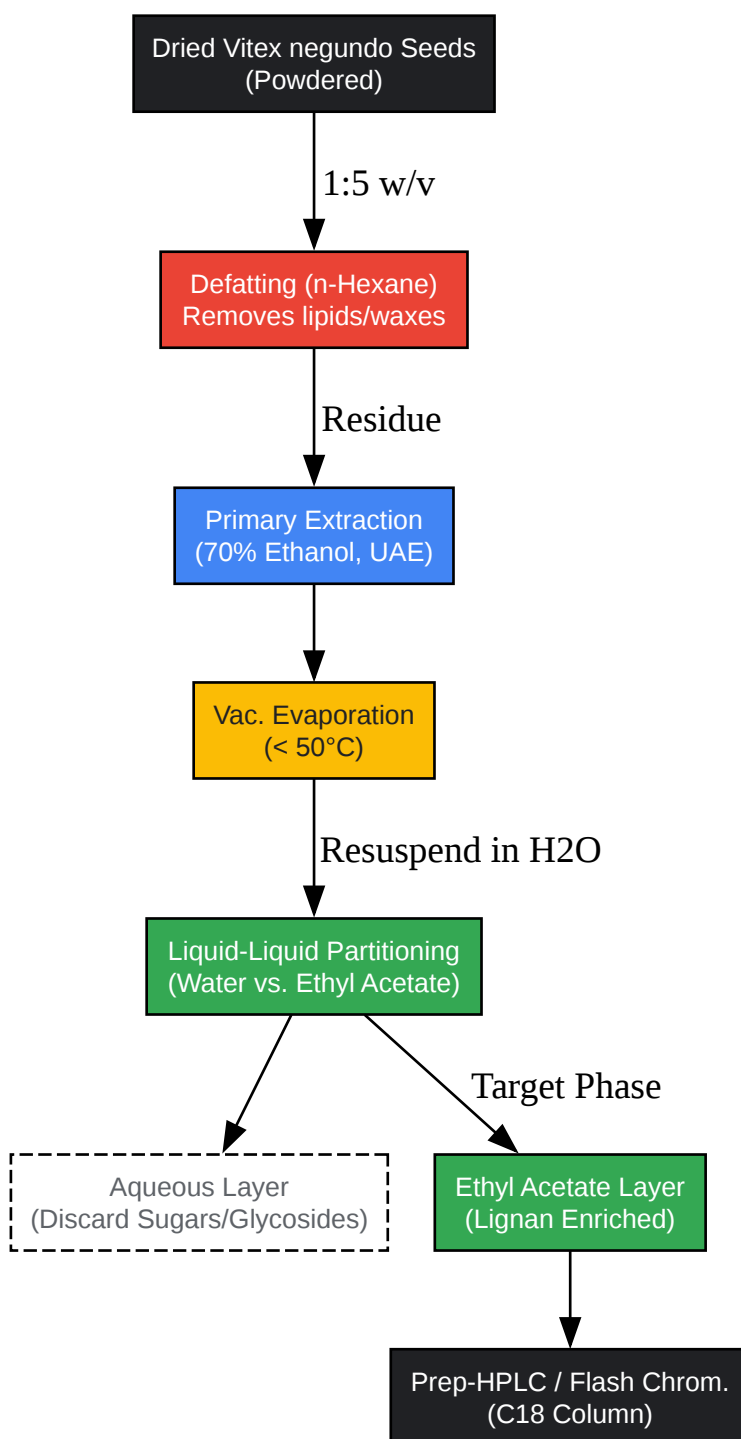 Dried Vitex negundo Seeds
(Powdered)
1:5 w/v
Defatting (n-Hexane)
Removes lipids/waxes
Residue
Primary Extraction
(70% Ethanol, UAE)
Vac. Evaporation
(< 50°C)
Resuspend in H2O
Liquid-Liquid Partitioning
(Water vs. Ethyl Acetate)
Target Phase
Aqueous Layer
(Discard Sugars/Glycosides)
Ethyl Acetate Layer
(Lignan Enriched)
Prep-HPLC / Flash Chrom.
(C18 Column)